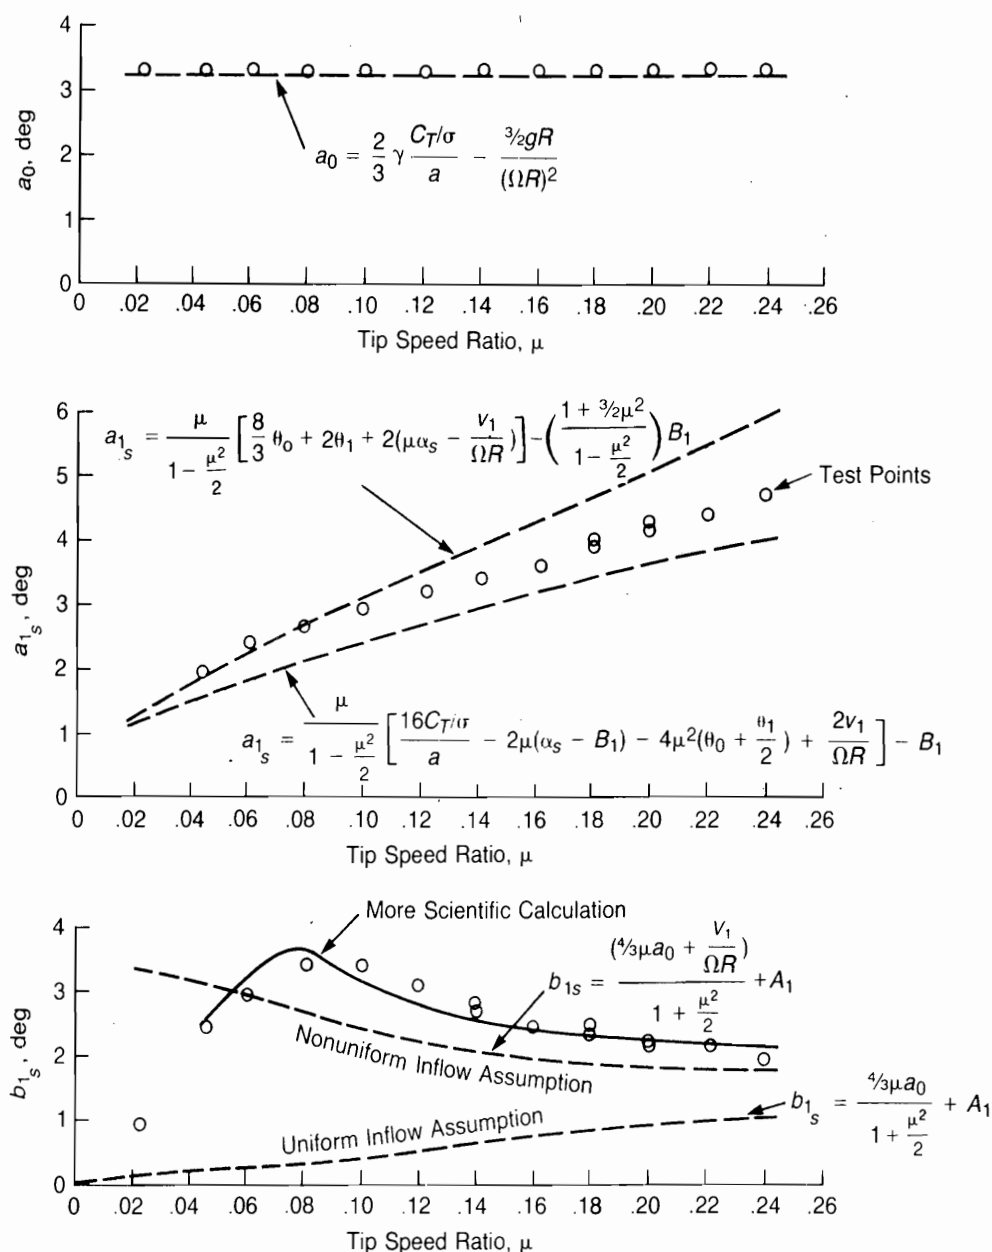 4
3
2
1
0
a₀, deg
a₀ = 2/3 γ (C_T/σ)/a − (3/2gR)/(ΩR)²
0 .02 .04 .06 .08 .10 .12 .14 .16 .18 .20 .22 .24 .26
Tip Speed Ratio, μ
6
5
4
3
2
1
0
a₁ₛ, deg
a₁ₛ = μ/(1 − μ²/2) [8/3 θ₀ + 2θ₁ + 2(μαₛ − v₁/ΩR)] − ((1 + 3/2μ²)/(1 − μ²/2)) B₁
Test Points
a₁ₛ = μ/(1 − μ²/2) [16C_T/σ/a − 2μ(αₛ − B₁) − 4μ²(θ₀ + θ₁/2) + 2v₁/ΩR] − B₁
0 .02 .04 .06 .08 .10 .12 .14 .16 .18 .20 .22 .24 .26
Tip Speed Ratio, μ
4
3
2
1
0
b₁ₛ, deg
More Scientific Calculation
b₁ₛ = (4/3μa₀ + v₁/ΩR)/(1 + μ²/2) + A₁
Nonuniform Inflow Assumption
Uniform Inflow Assumption
b₁ₛ = 4/3μa₀/(1 + μ²/2) + A₁
0 .02 .04 .06 .08 .10 .12 .14 .16 .18 .20 .22 .24 .26
Tip Speed Ratio, μ